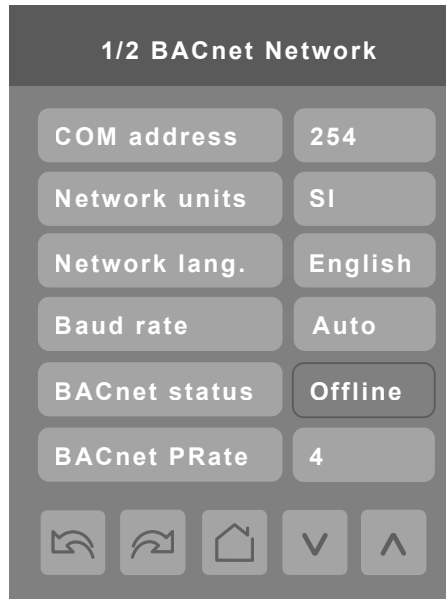 1/2 BACnet Network
COM address 254
Network units SI
Network lang. English
Baud rate Auto
BACnet status Offline
BACnet PRate 4